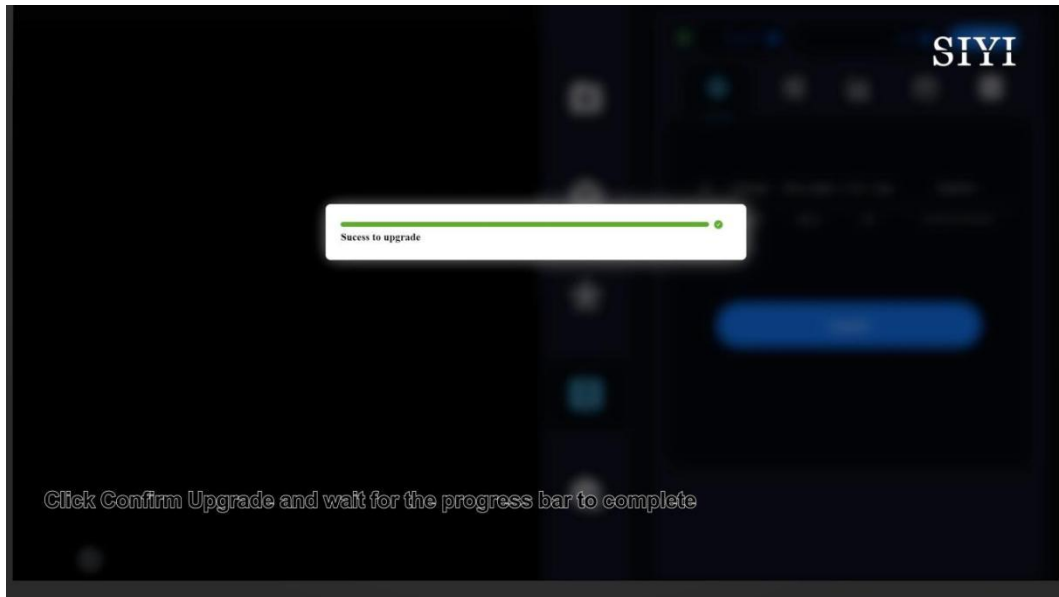 SIYI
Sucess to upgrade
Click Confirm Upgrade and wait for the progress bar to complete